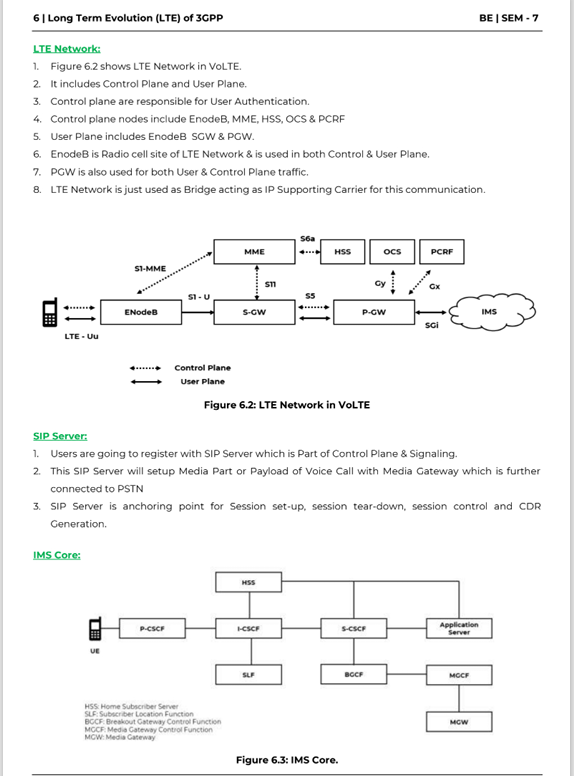 6 | Long Term Evolution (LTE) of 3GPP BE | SEM - 7
LTE Network:
1. Figure 6.2 shows LTE Network in VoLTE.
2. It includes Control Plane and User Plane.
3. Control plane are responsible for User Authentication.
4. Control plane nodes include EnodeB, MME, HSS, OCS & PCRF
5. User Plane includes EnodeB SGW & PGW.
6. EnodeB is Radio cell site of LTE Network & is used in both Control & User Plane.
7. PGW is also used for both User & Control Plane traffic.
8. LTE Network is just used as Bridge acting as IP Supporting Carrier for this communication.
S6a
MME HSS OCS PCRF
S1-MME
S11 Gy Gx
S1 - U S5
ENodeB S-GW P-GW IMS
SGi
LTE - Uu
Control Plane
User Plane
Figure 6.2: LTE Network in VoLTE
SIP Server:
1. Users are going to register with SIP Server which is Part of Control Plane & Signaling.
2. This SIP Server will setup Media Part or Payload of Voice Call with Media Gateway which is further
connected to PSTN
3. SIP Server is anchoring point for Session set-up, session tear-down, session control and CDR
Generation.
IMS Core:
HSS
P-CSCF I-CSCF S-CSCF Application
Server
UE
SLF BGCF MGCF
HSS: Home Subscriber Server
SLF: Subscriber Location Function
BGCF: Breakout Gateway Control Function
MGCF: Media Gateway Control Function
MGW: Media Gateway
MGW
Figure 6.3: IMS Core.